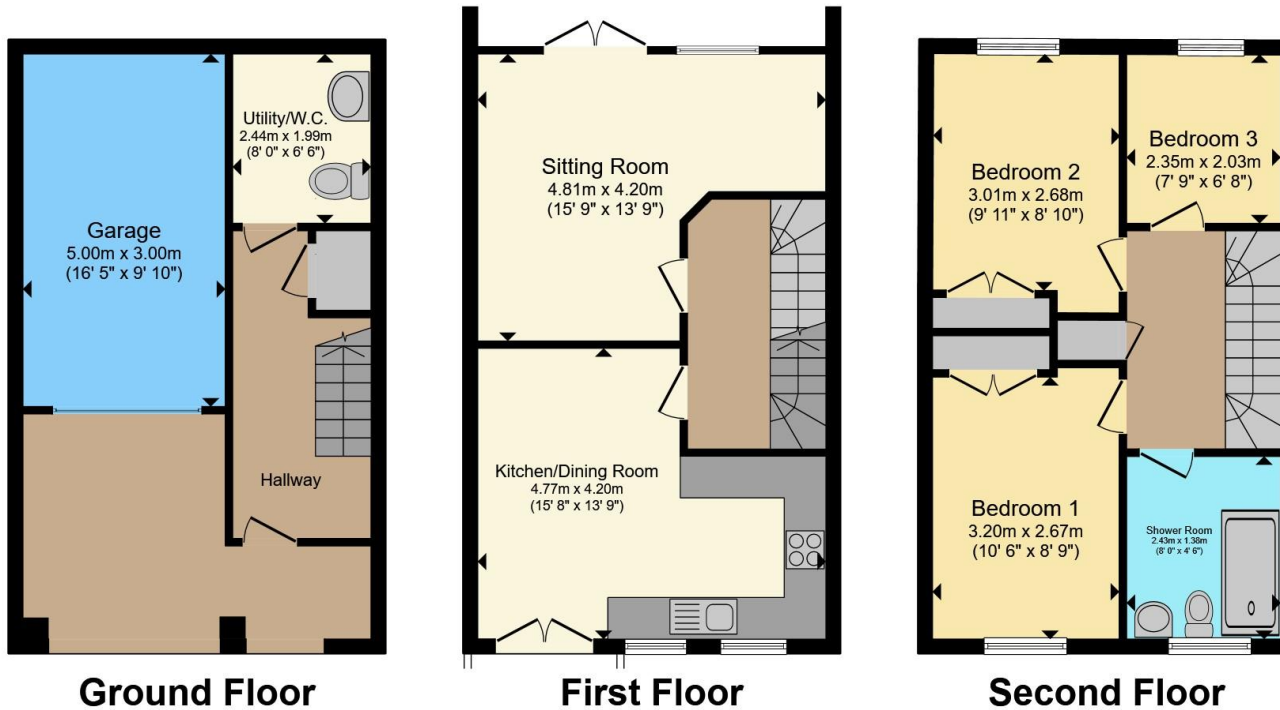 Utility/W.C.
2.44m x 1.99m
(8' 0" x 6' 6")
Garage
5.00m x 3.00m
(16' 5" x 9' 10")
Hallway
Ground Floor
Sitting Room
4.81m x 4.20m
(15' 9" x 13' 9")
Kitchen/Dining Room
4.77m x 4.20m
(15' 8" x 13' 9")
First Floor
Bedroom 2
3.01m x 2.68m
(9' 11" x 8' 10")
Bedroom 3
2.35m x 2.03m
(7' 9" x 6' 8")
Bedroom 1
3.20m x 2.67m
(10' 6" x 8' 9")
Shower Room
2.43m x 1.38m
(8' 0" x 4' 6")
Second Floor